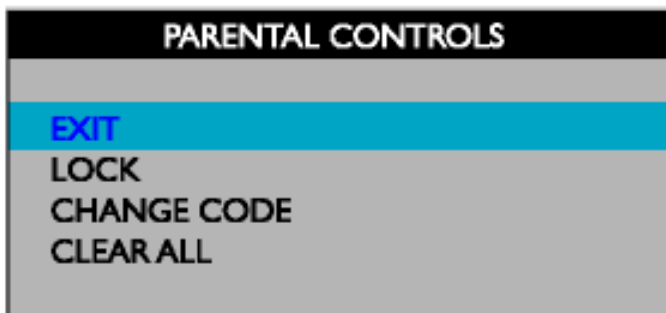 PARENTAL CONTROLS
EXIT
LOCK
CHANGE CODE
CLEAR ALL